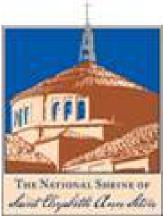 THE NATIONAL SHRINE OF
Saint Elizabeth Ann Seton